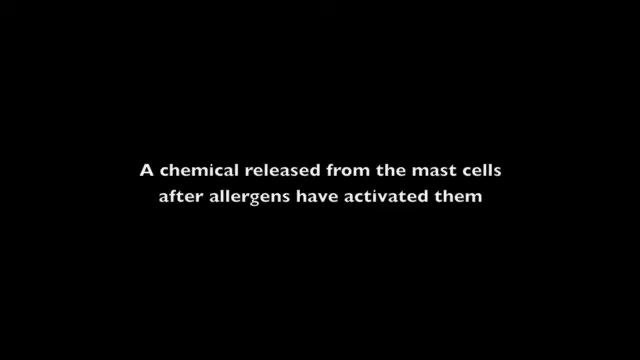 A chemical released from the mast cells
after allergens have activated them